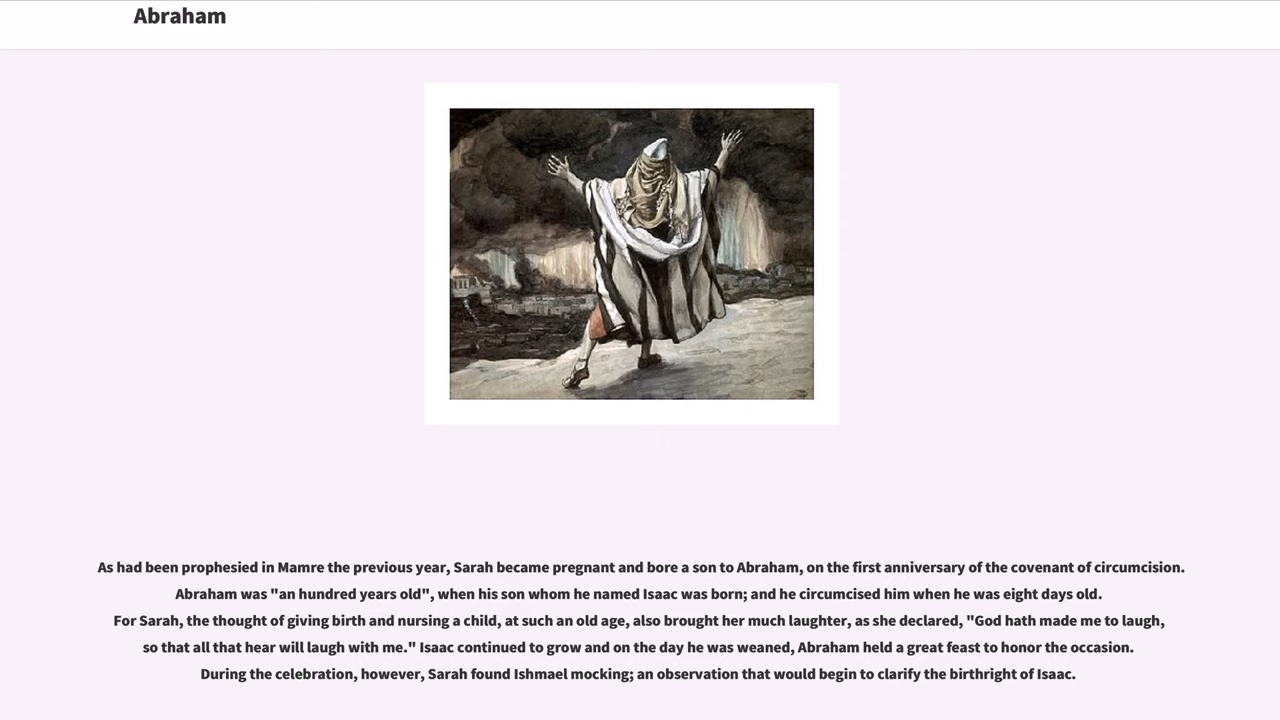 Abraham
As had been prophesied in Mamre the previous year, Sarah became pregnant and bore a son to Abraham, on the first anniversary of the covenant of circumcision.
Abraham was "an hundred years old", when his son whom he named Isaac was born; and he circumcised him when he was eight days old.
For Sarah, the thought of giving birth and nursing a child, at such an old age, also brought her much laughter, as she declared, "God hath made me to laugh,
so that all that hear will laugh with me." Isaac continued to grow and on the day he was weaned, Abraham held a great feast to honor the occasion.
During the celebration, however, Sarah found Ishmael mocking; an observation that would begin to clarify the birthright of Isaac.